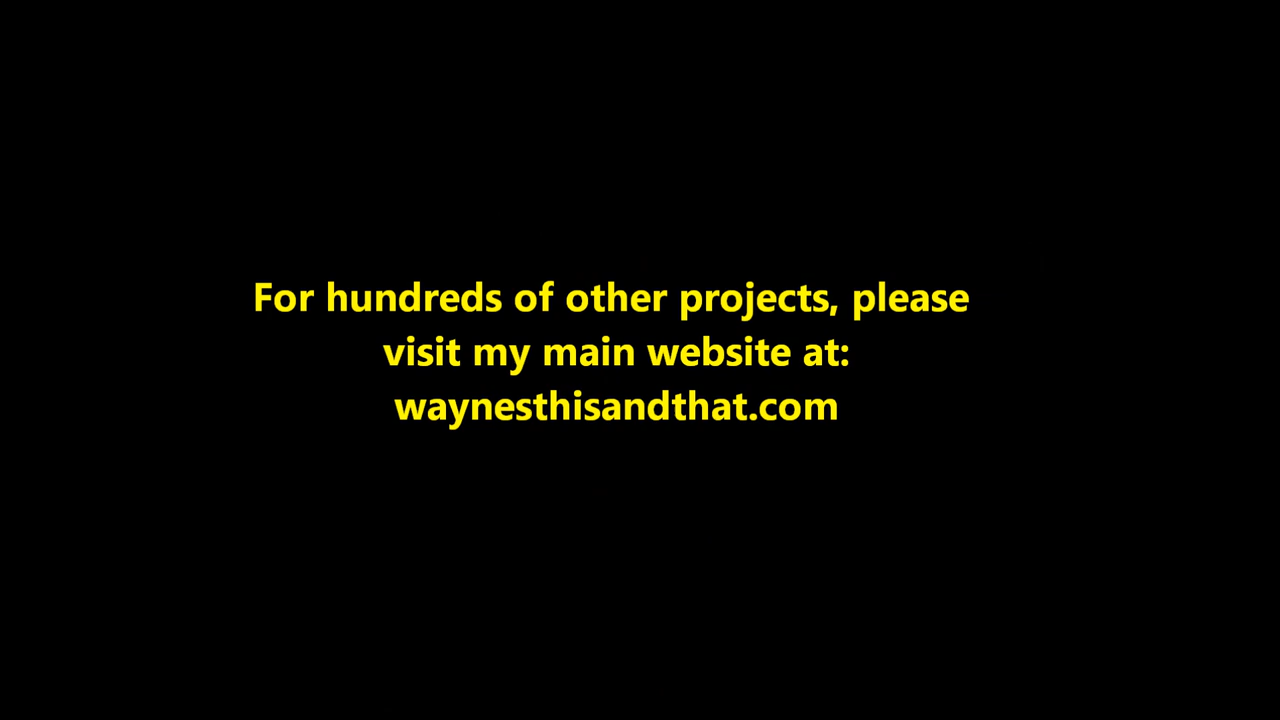 For hundreds of other projects, please
visit my main website at:
waynesthisandthat.com